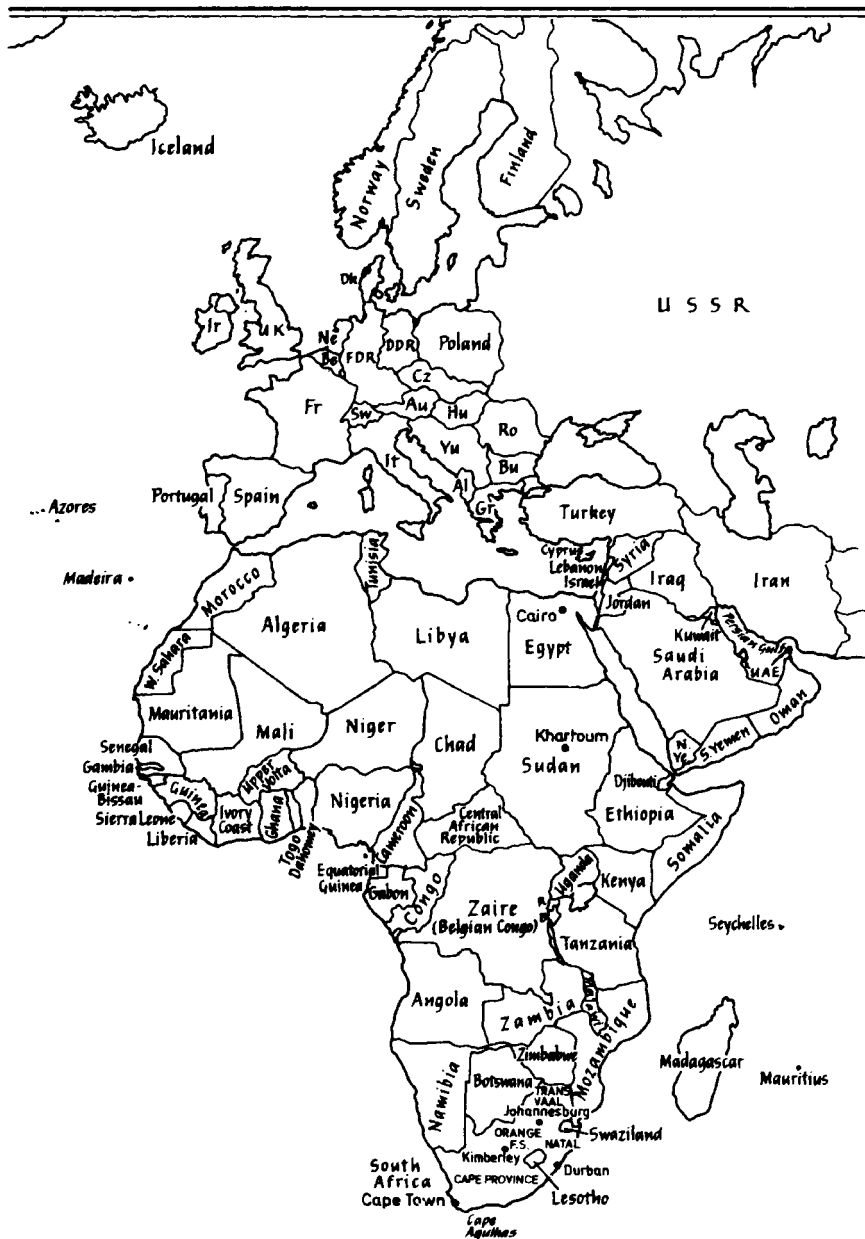 Iceland
Norway
Sweden
Finland
Dk
Ir
UK
Ne
Be
FDR
DDR
Poland
USSR
Cz
Fr
Sw
Au
Hu
Ro
Yu
It
Bu
Al
Gr
Portugal
Spain
Azores
Turkey
Madeira
Cyprus
Lebanon
Israel
Syria
Iraq
Iran
Jordan
Morocco
Tunisia
Algeria
Libya
Cairo
Egypt
Kuwait
Persian Gulf
Saudi
Arabia
UAE
Oman
W. Sahara
Mauritania
Mali
Niger
Chad
Khartoum
Sudan
N.
Ye.
S. Yemen
Senegal
Gambia
Guinea-
Bissau
Guinea
Sierra Leone
Liberia
Upper
Volta
Ivory
Coast
Ghana
Togo
Dahomey
Nigeria
Cameroon
Central
African
Republic
Djibouti
Ethiopia
Somalia
Equatorial
Guinea
Gabon
Congo
Zaire
(Belgian Congo)
Uganda
Kenya
R.
B.
Tanzania
Seychelles
Angola
Zambia
Malawi
Mozambique
Zimbabwe
Madagascar
Mauritius
Namibia
Botswana
TRANS
VAAL
Johannesburg
Swaziland
ORANGE
F.S.
NATAL
Kimberley
Durban
South
Africa
CAPE PROVINCE
Lesotho
Cape Town
Cape
Agulhas